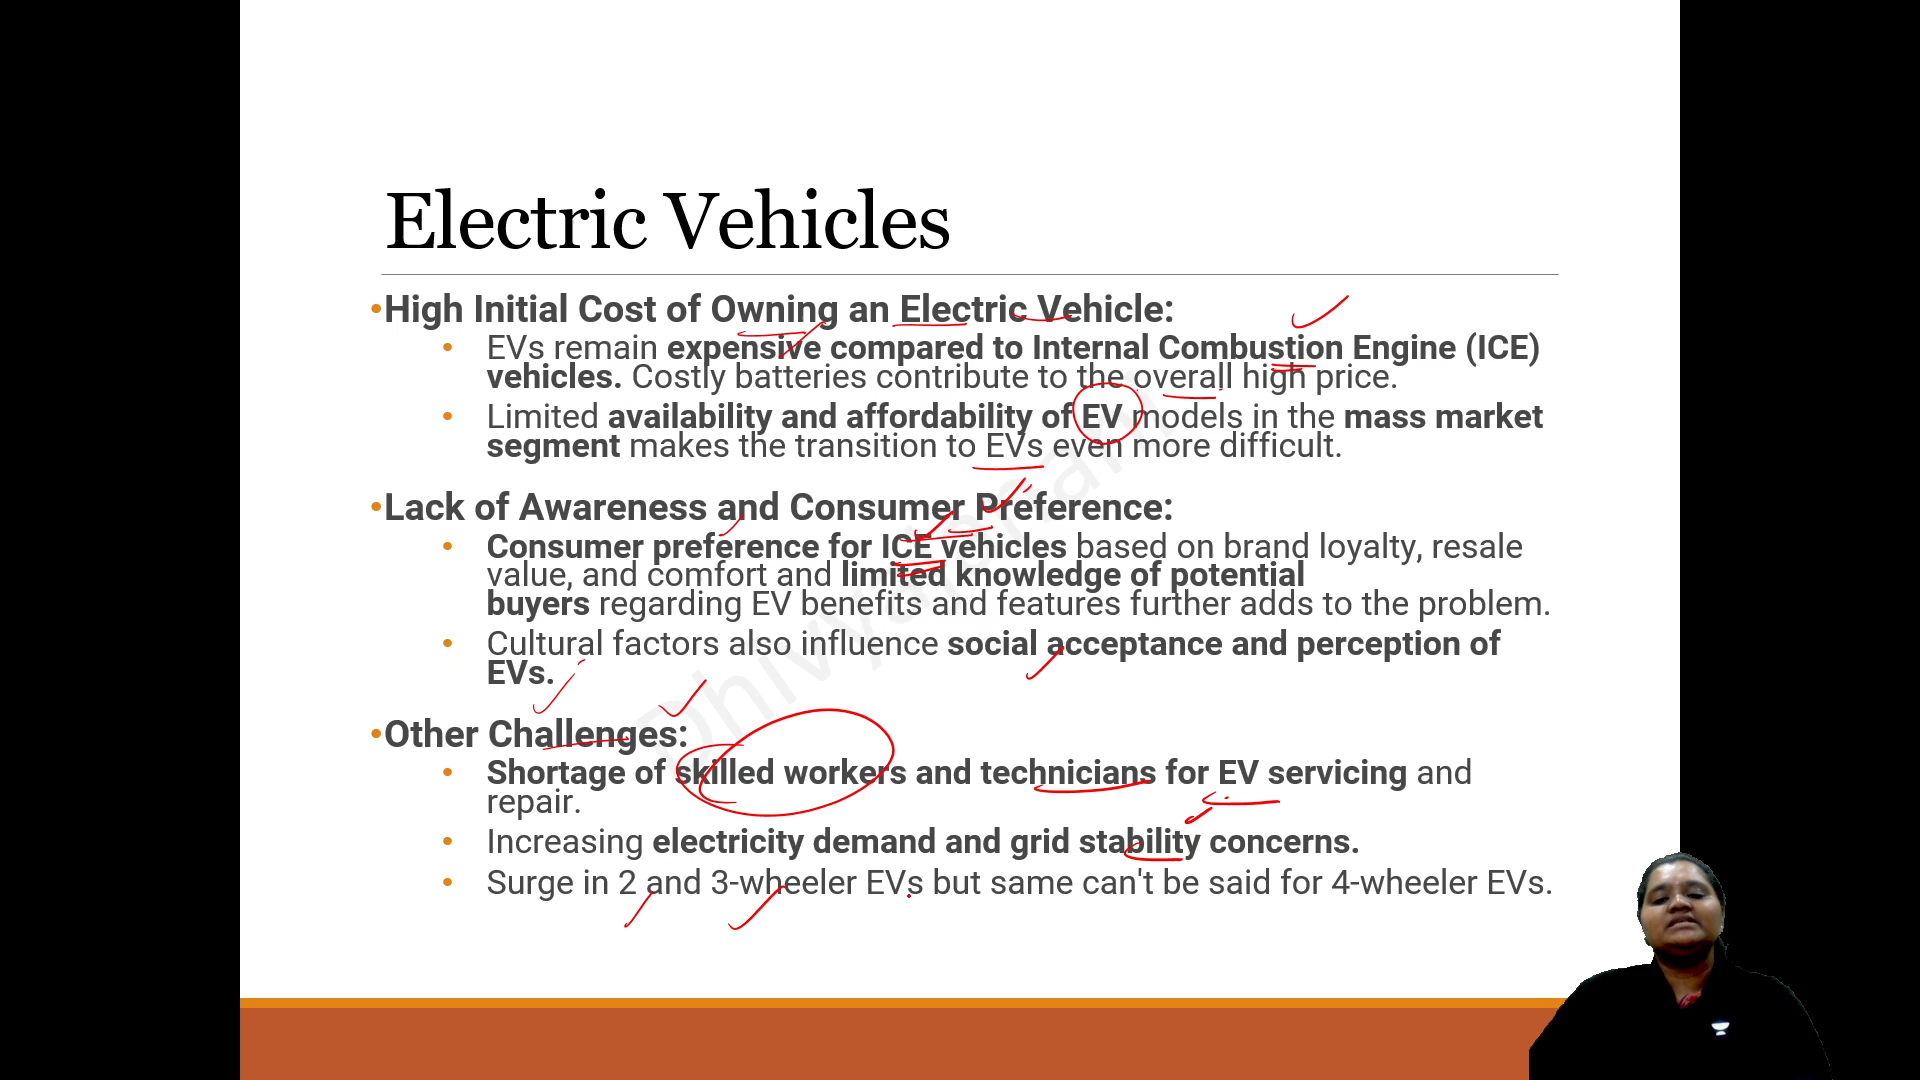 Electric Vehicles
•High Initial Cost of Owning an Electric Vehicle:
• EVs remain expensive compared to Internal Combustion Engine (ICE)
vehicles. Costly batteries contribute to the overall high price.
• Limited availability and affordability of EV models in the mass market
segment makes the transition to EVs even more difficult.
•Lack of Awareness and Consumer Preference:
• Consumer preference for ICE vehicles based on brand loyalty, resale
value, and comfort and limited knowledge of potential
buyers regarding EV benefits and features further adds to the problem.
• Cultural factors also influence social acceptance and perception of
EVs.
•Other Challenges:
• Shortage of skilled workers and technicians for EV servicing and
repair.
• Increasing electricity demand and grid stability concerns.
• Surge in 2 and 3-wheeler EVs but same can't be said for 4-wheeler EVs.